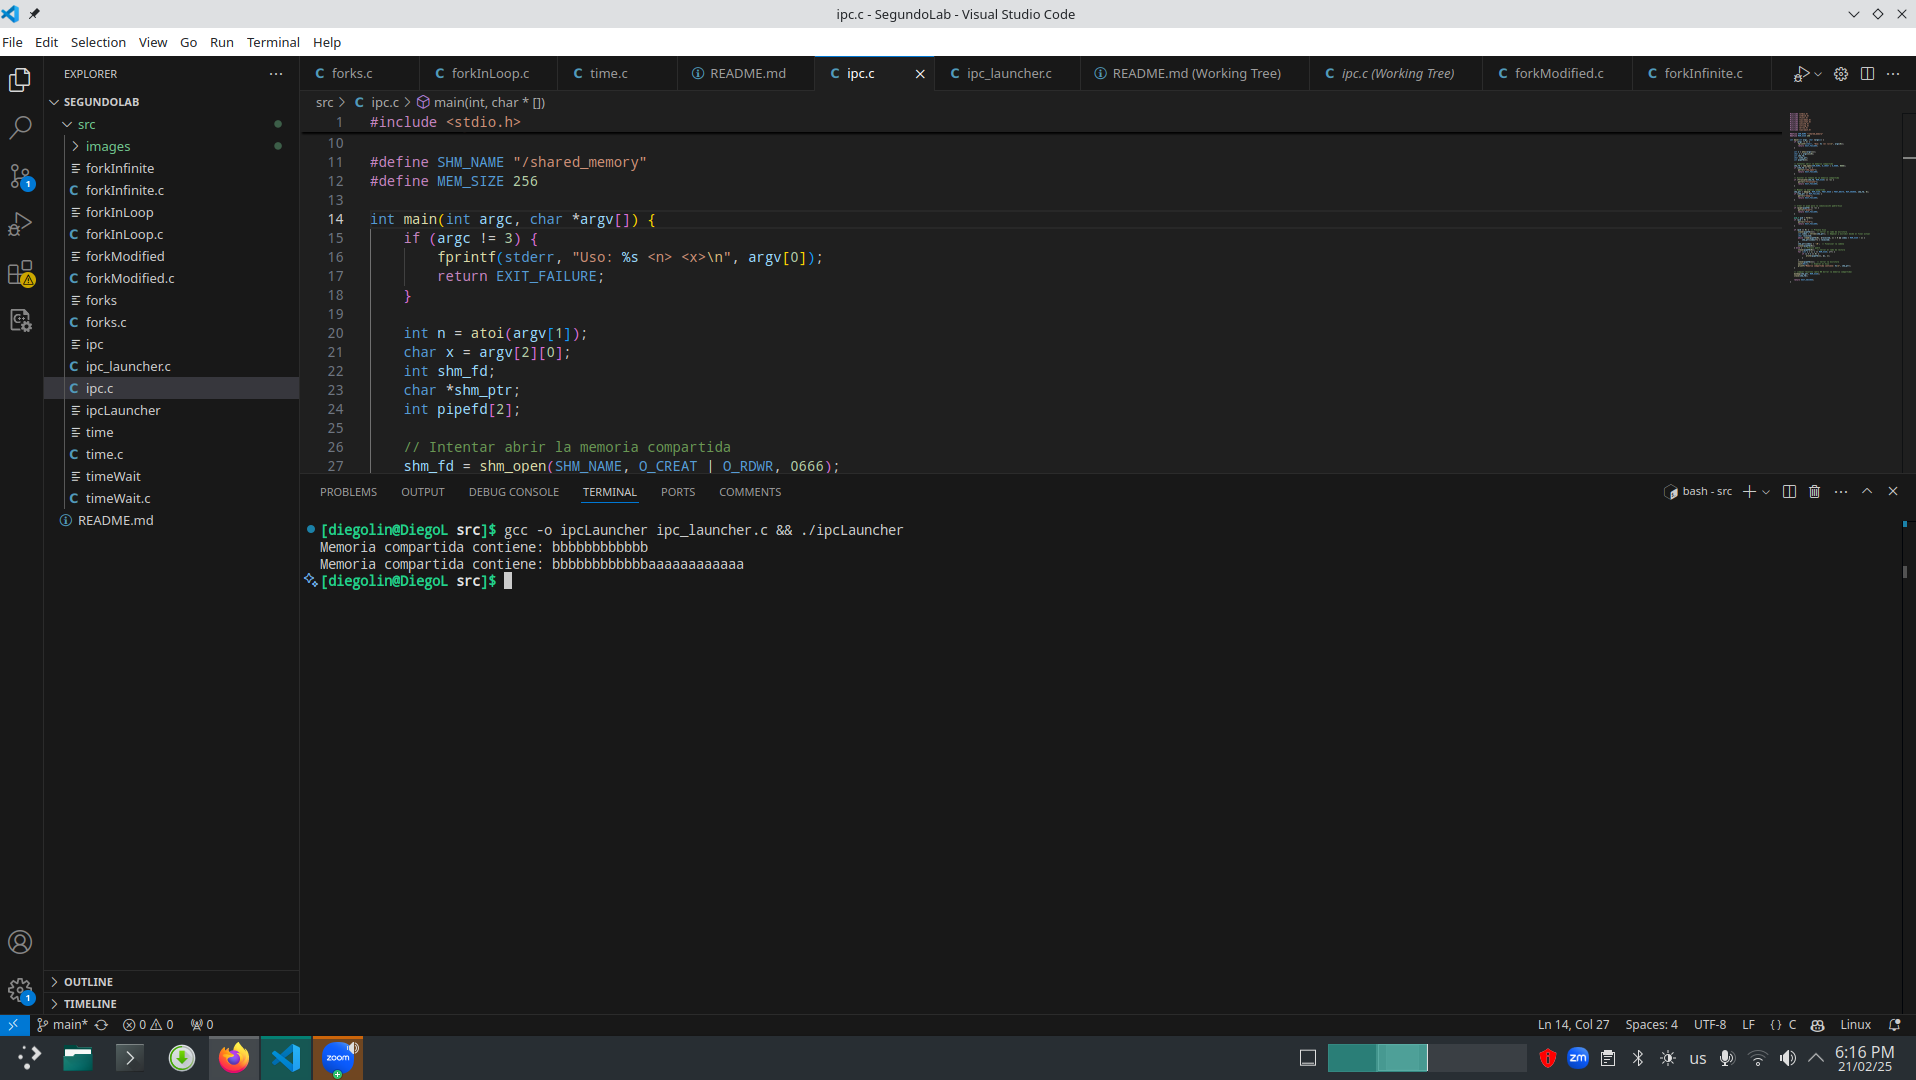 ipc.c - SegundoLab - Visual Studio Code
File Edit Selection View Go Run Terminal Help
EXPLORER
SEGUNDOLAB
src
images
forkInfinite
forkInfinite.c
forkInLoop
forkInLoop.c
forkModified
forkModified.c
forks
forks.c
ipc
ipc_launcher.c
ipc.c
ipcLauncher
time
time.c
timeWait
timeWait.c
README.md
OUTLINE
TIMELINE
forks.c forkInLoop.c time.c README.md ipc.c ipc_launcher.c README.md (Working Tree) ipc.c (Working Tree) forkModified.c forkInfinite.c
src > C ipc.c > main(int, char * [])
1 #include <stdio.h>
10
11 #define SHM_NAME "/shared_memory"
12 #define MEM_SIZE 256
13
14 int main(int argc, char *argv[]) {
15 if (argc != 3) {
16 fprintf(stderr, "Uso: %s <n> <x>\n", argv[0]);
17 return EXIT_FAILURE;
18 }
19
20 int n = atoi(argv[1]);
21 char x = argv[2][0];
22 int shm_fd;
23 char *shm_ptr;
24 int pipefd[2];
25
26 // Intentar abrir la memoria compartida
27 shm_fd = shm_open(SHM_NAME, O_CREAT | O_RDWR, 0666);
PROBLEMS OUTPUT DEBUG CONSOLE TERMINAL PORTS COMMENTS
bash - src
[diegolin@DiegoL src]$ gcc -o ipcLauncher ipc_launcher.c && ./ipcLauncher
Memoria compartida contiene: bbbbbbbbbbbb
Memoria compartida contiene: bbbbbbbbbbbbaaaaaaaaaaaa
[diegolin@DiegoL src]$
main* 0 0 0
Ln 14, Col 27 Spaces: 4 UTF-8 LF {} C Linux
zoom
zm
us
6:16 PM
21/02/25